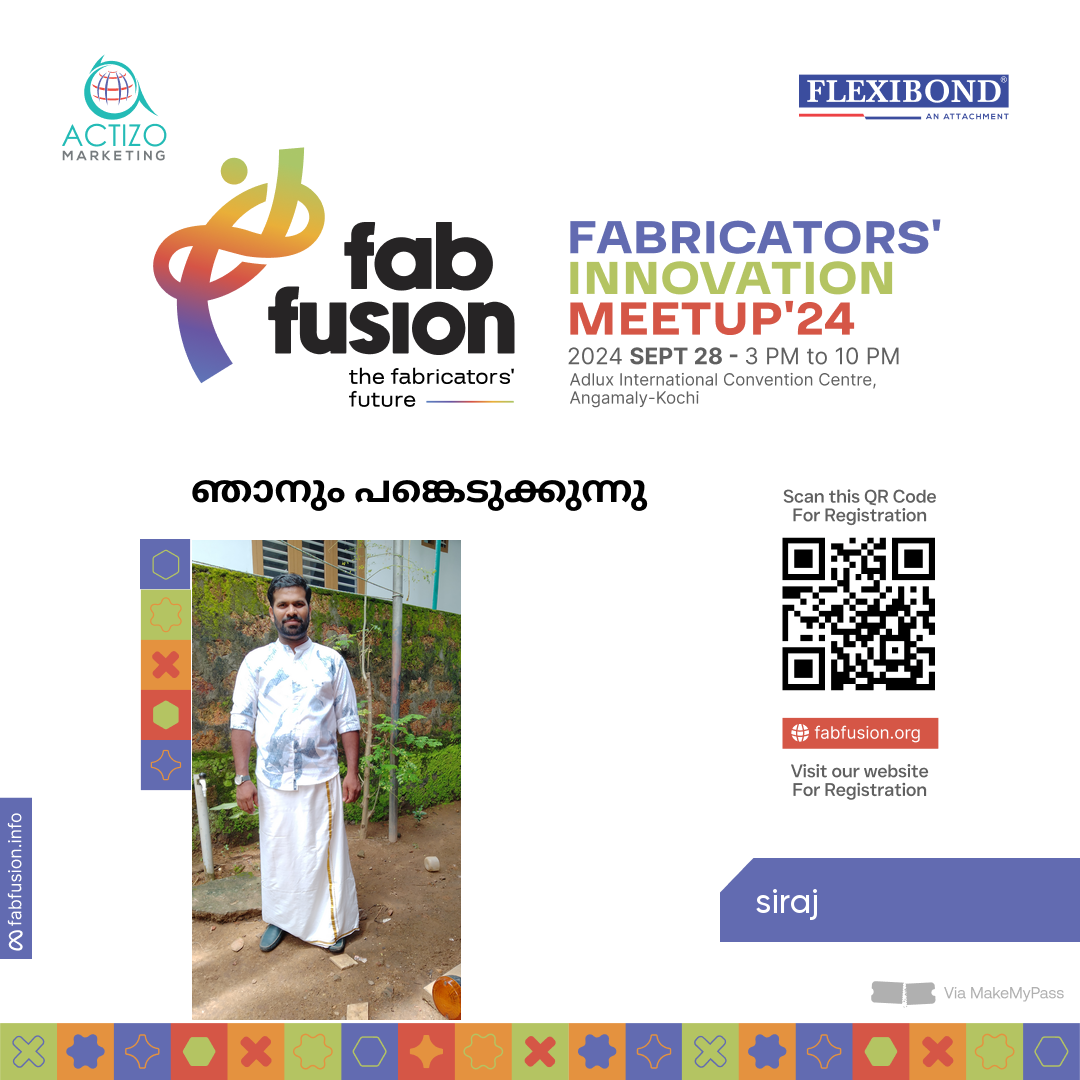 ACTIZO
MARKETING
FLEXIBOND®
AN ATTACHMENT
fab
fusion
the fabricators'
future
FABRICATORS'
INNOVATION
MEETUP'24
2024 SEPT 28 - 3 PM to 10 PM
Adlux International Convention Centre,
Angamaly-Kochi
ഞാനും പങ്കെടുക്കുന്നു
Scan this QR Code
For Registration
fabfusion.org
Visit our website
For Registration
fabfusion.info
siraj
Via MakeMyPass